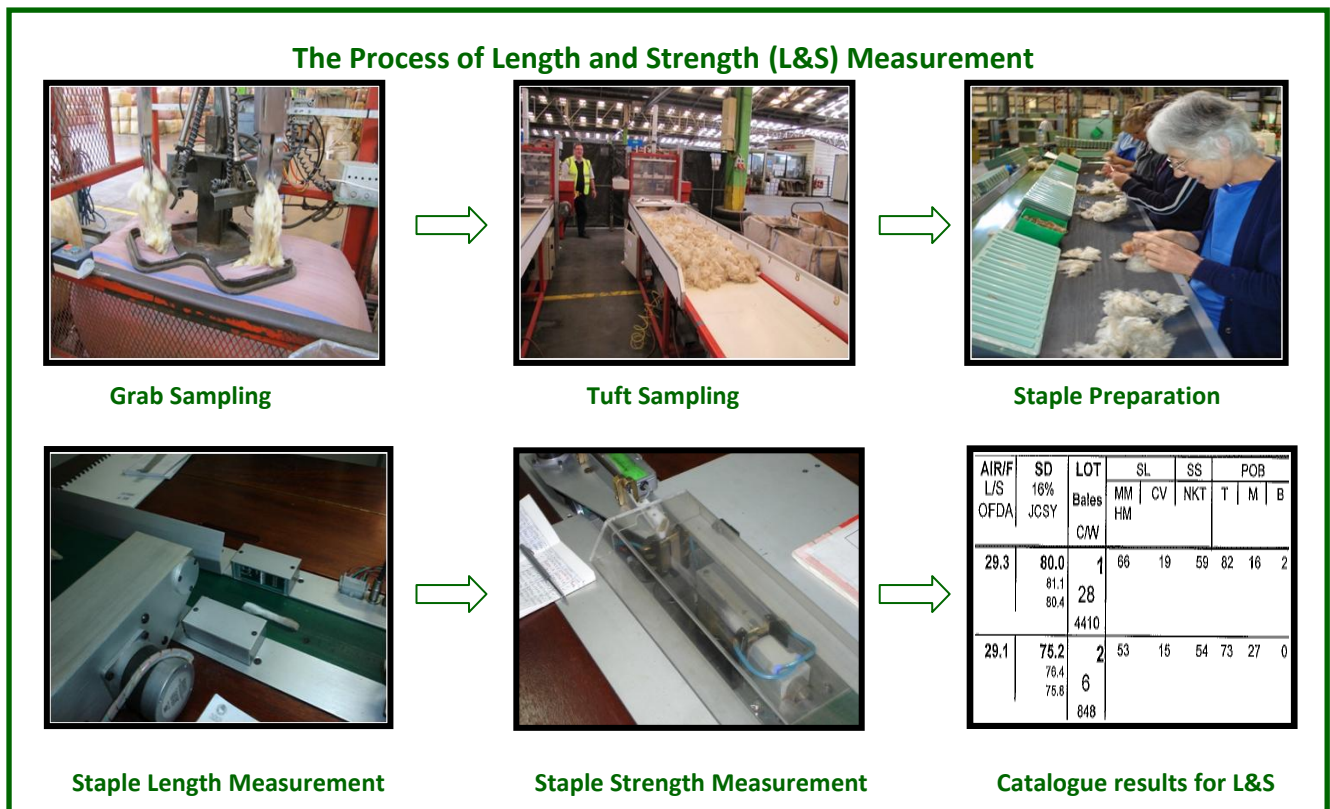 The Process of Length and Strength (L&S) Measurement
Grab Sampling
Tuft Sampling
Staple Preparation
AIR/F SD LOT SL SS POB
L/S 16% MM CV NKT T M B
OFDA JCSY Bales HM
C/W
29.3 80.0 1 66 19 59 82 16 2
81.1
80.4 28
4410
29.1 75.2 2 53 15 54 73 27 0
76.4
75.8 6
848
Staple Length Measurement
Staple Strength Measurement
Catalogue results for L&S